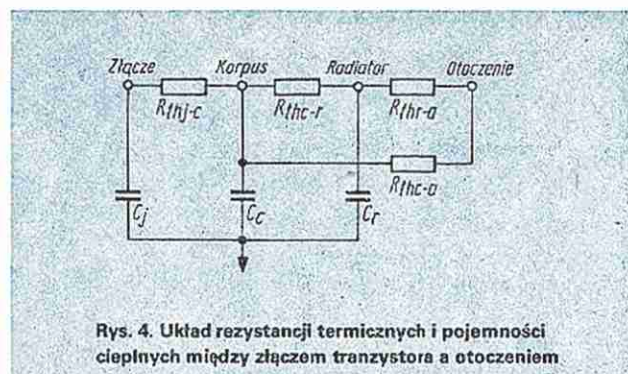 Złącze Korpus Radiator Otoczenie
Rthj-c Rthc-r Rthr-a
Rthc-a
Cj Cc Cr
Rys. 4. Układ rezystancji termicznych i pojemności
cieplnych między złączem tranzystora a otoczeniem